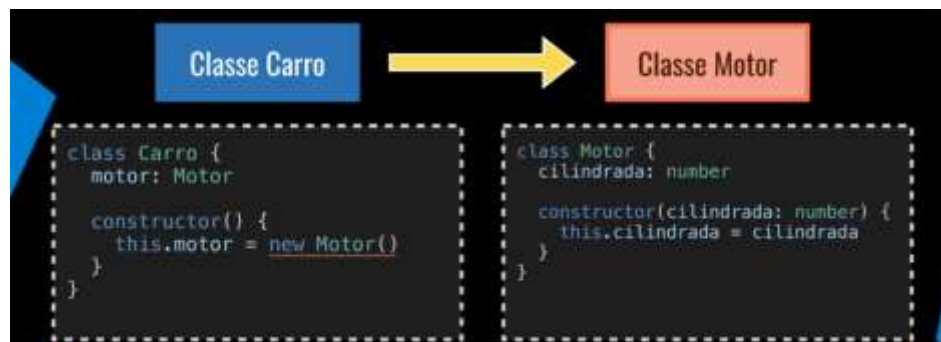 Classe Carro
Classe Motor
class Carro {
motor: Motor
constructor() {
this.motor = new Motor()
}
}
class Motor {
cilindrada: number
constructor(cilindrada: number) {
this.cilindrada = cilindrada
}
}